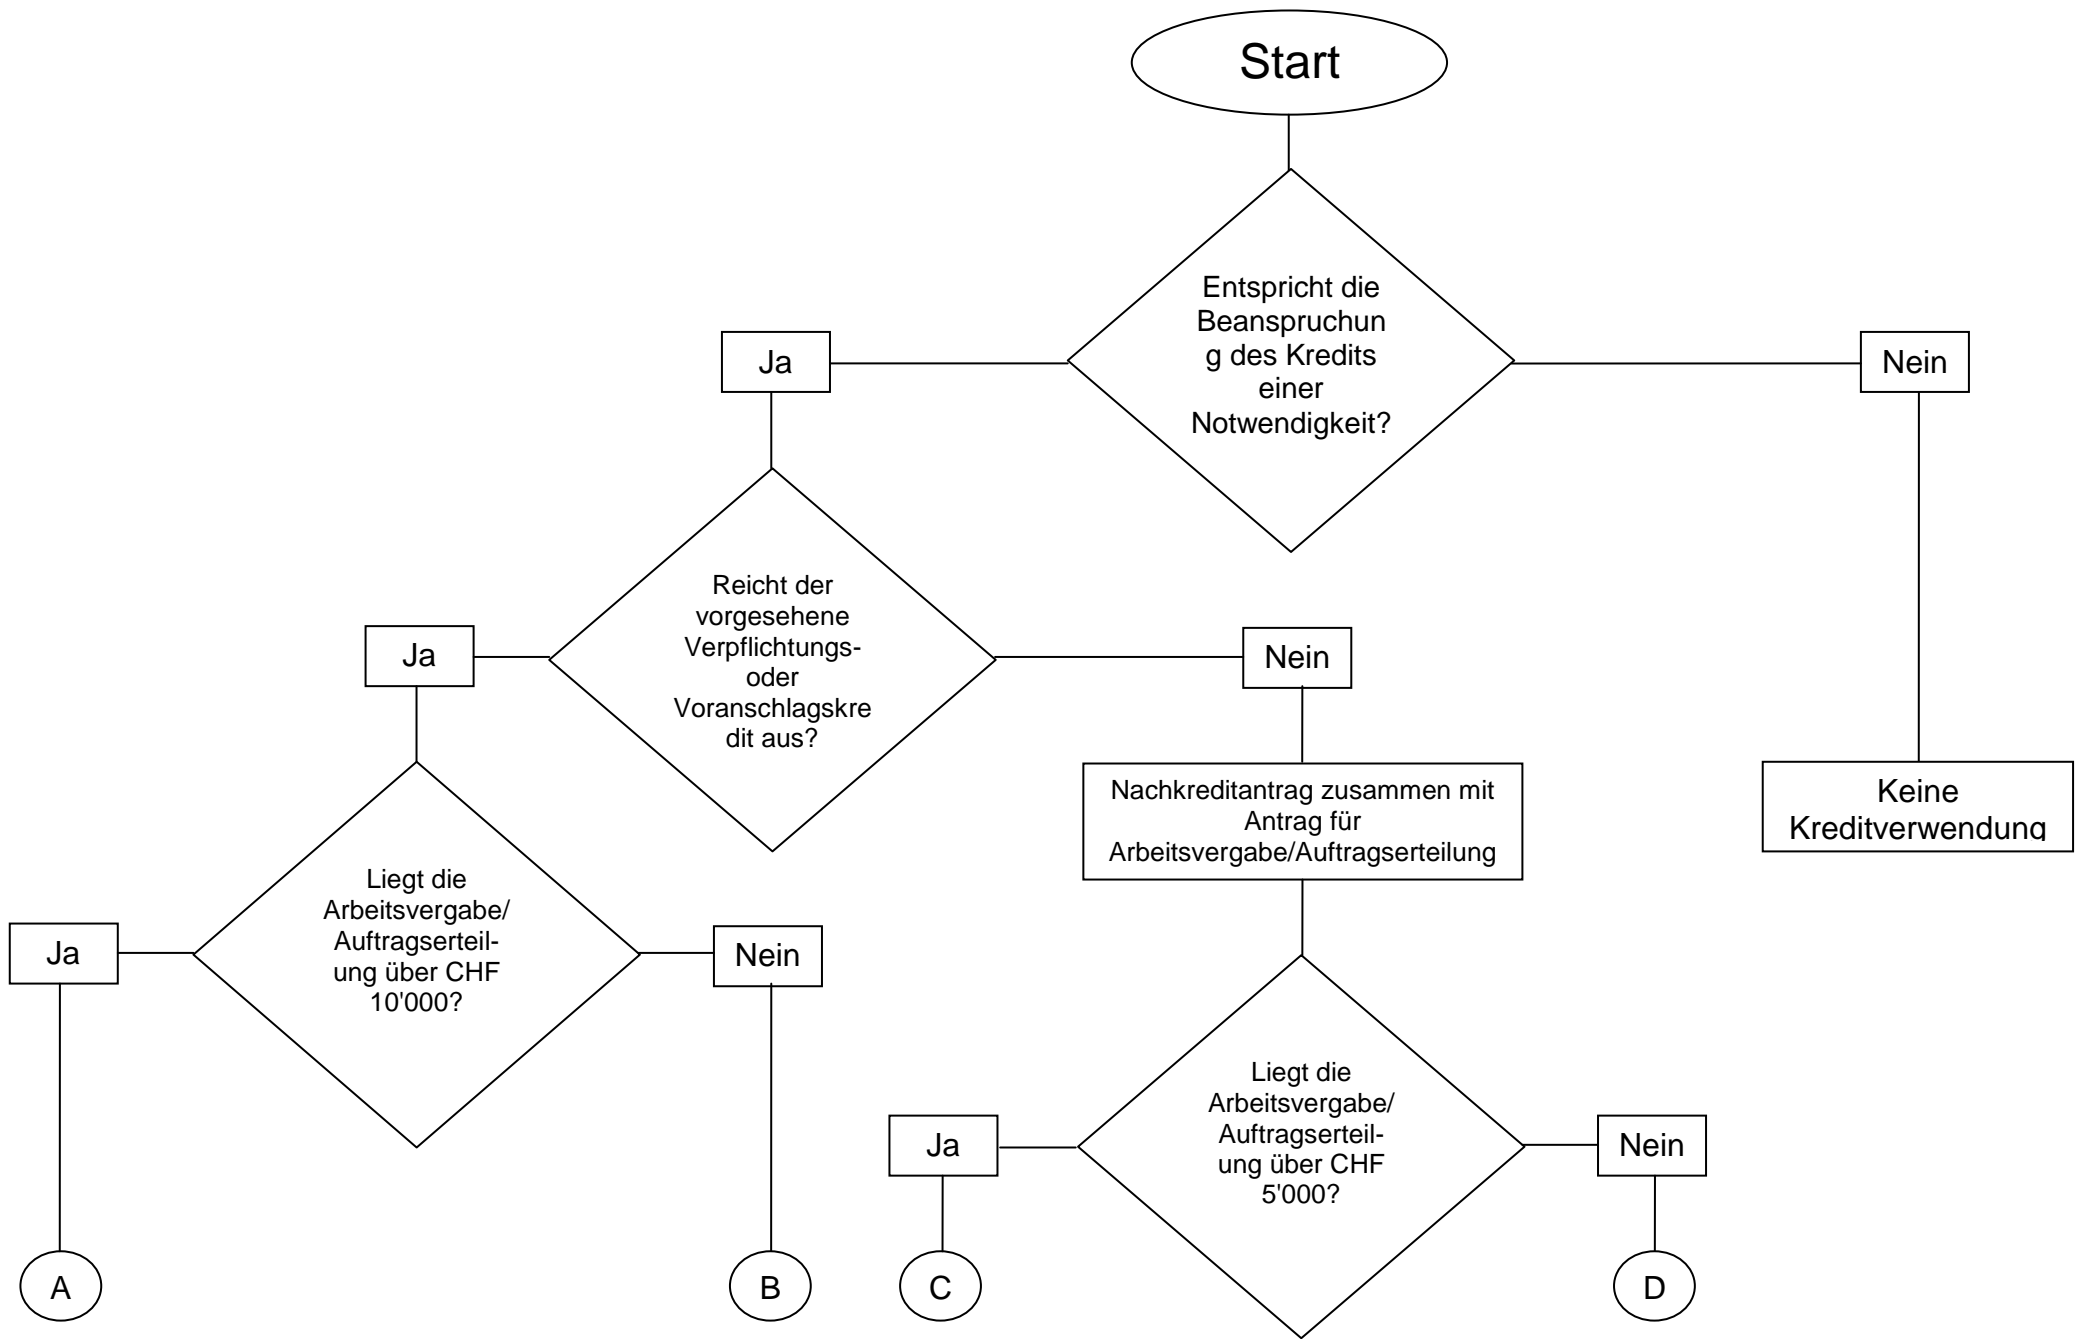 Start
Entspricht die
Beanspruchun
g des Kredits
einer
Notwendigkeit?
Ja
Nein
Reicht der
vorgesehene
Verpflichtungs-
oder
Voranschlagskre
dit aus?
Ja
Nein
Nachkreditantrag zusammen mit
Antrag für
Arbeitsvergabe/Auftragserteilung
Keine
Kreditverwendung
Liegt die
Arbeitsvergabe/
Auftragserteil-
ung über CHF
10'000?
Ja
Nein
Liegt die
Arbeitsvergabe/
Auftragserteil-
ung über CHF
5'000?
Ja
Nein
A
B
C
D